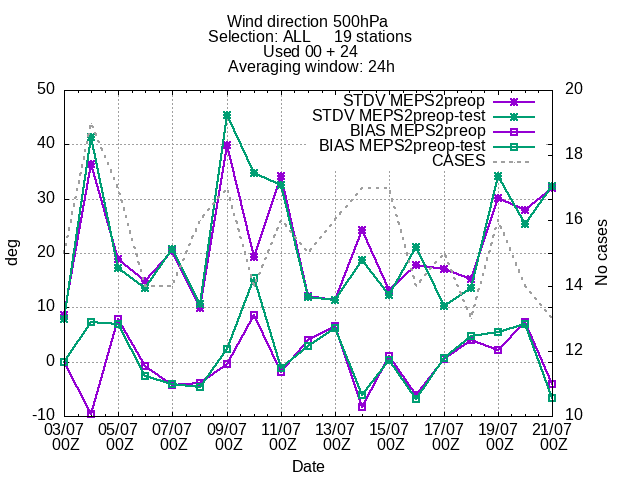 Wind direction 500hPa
Selection: ALL 19 stations
Used 00 + 24
Averaging window: 24h
STDV MEPS2preop
STDV MEPS2preop-test
BIAS MEPS2preop
BIAS MEPS2preop-test
CASES
deg
50
40
30
20
10
0
-10
No cases
20
18
16
14
12
10
03/07 05/07 07/07 09/07 11/07 13/07 15/07 17/07 19/07 21/07
00Z 00Z 00Z 00Z 00Z 00Z 00Z 00Z 00Z 00Z
Date